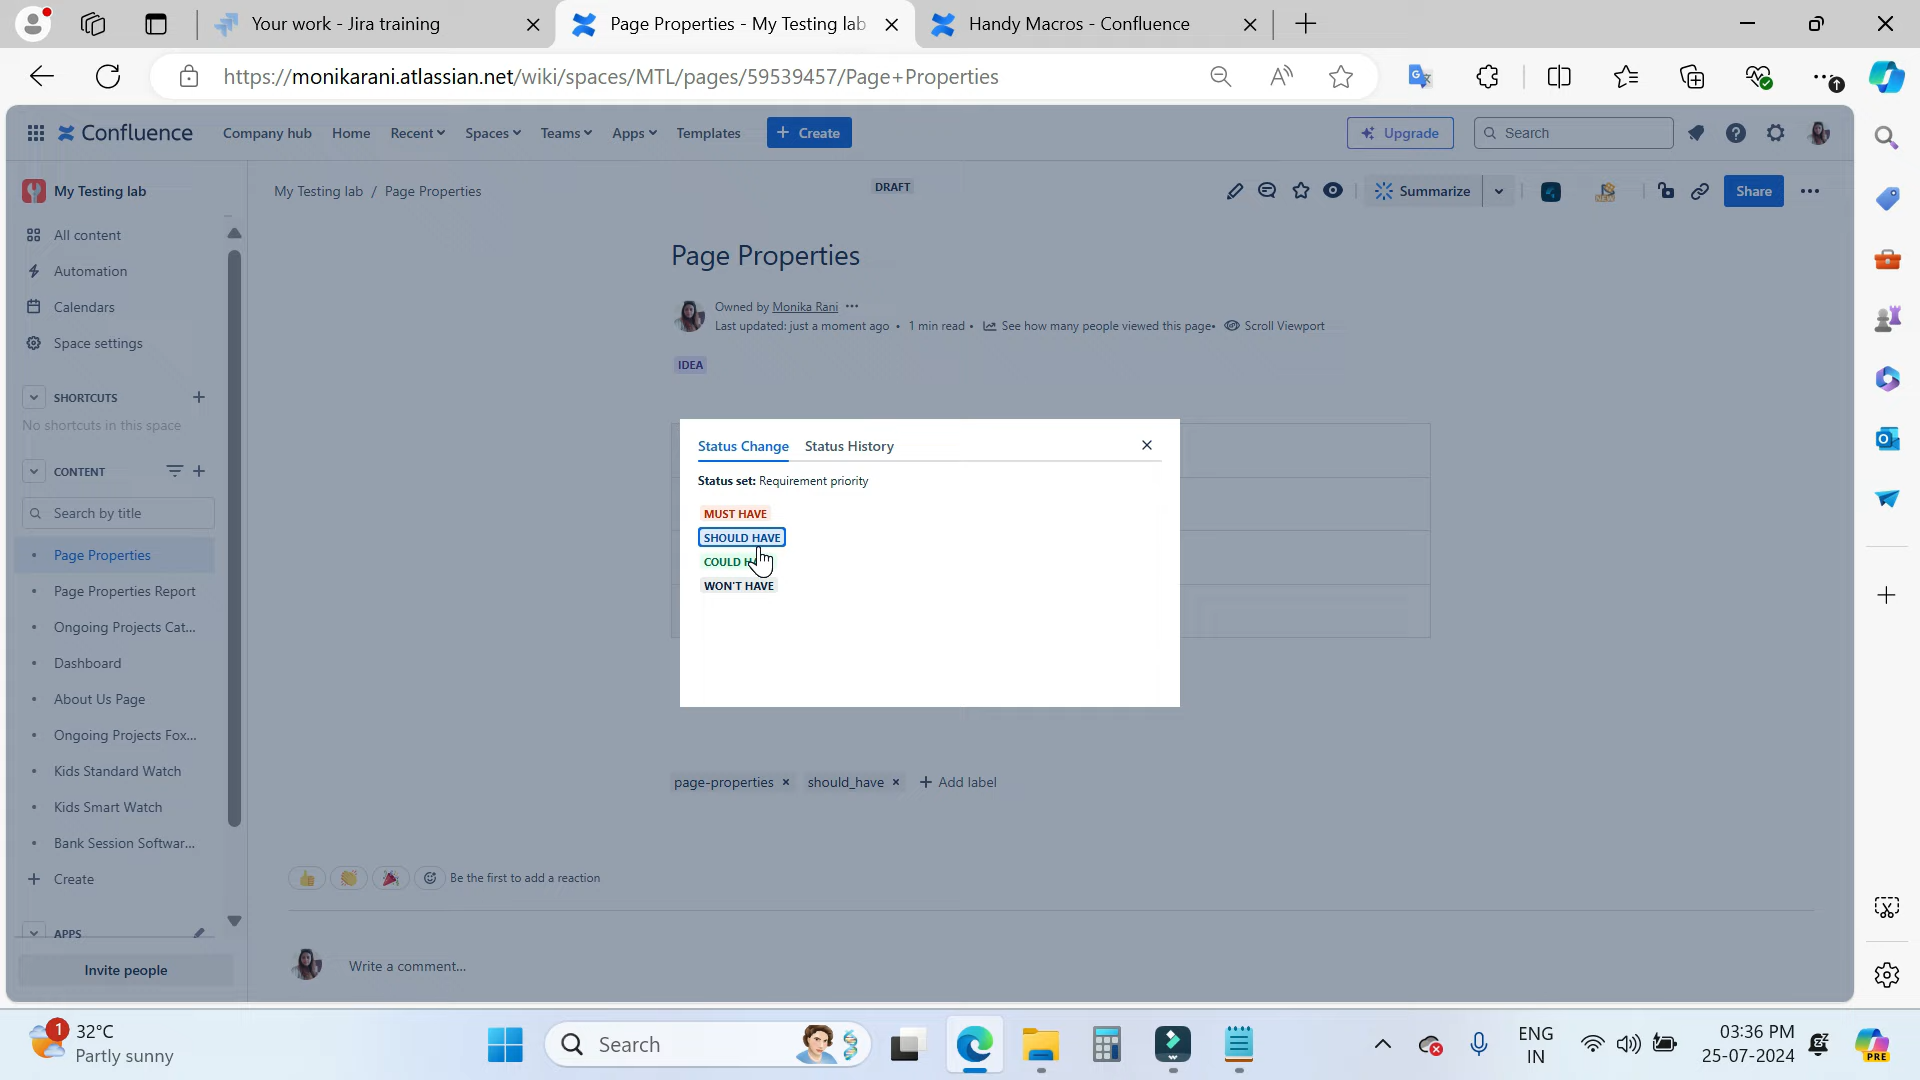 Your work - Jira training
Page Properties - My Testing lab
Handy Macros - Confluence
https://monikarani.atlassian.net/wiki/spaces/MTL/pages/59539457/Page+Properties
Confluence
Company hub
Home
Recent
Spaces
Teams
Apps
Templates
+ Create
Upgrade
Search
My Testing lab
My Testing lab / Page Properties
DRAFT
Summarize
NEW
Share
All content
Automation
Calendars
Space settings
SHORTCUTS
No shortcuts in this space
CONTENT
Search by title
Page Properties
Page Properties Report
Ongoing Projects Cat...
Dashboard
About Us Page
Ongoing Projects Fox...
Kids Standard Watch
Kids Smart Watch
Bank Session Softwar...
+ Create
APPS
Invite people
Page Properties
Owned by Monika Rani
Last updated: just a moment ago • 1 min read • See how many people viewed this page• Scroll Viewport
IDEA
Status Change
Status History
Status set: Requirement priority
MUST HAVE
SHOULD HAVE
COULD
WON'T HAVE
page-properties
should_have
+ Add label
Be the first to add a reaction
Write a comment...
1
32°C
Partly sunny
Search
ENG
IN
03:36 PM
25-07-2024
PRE